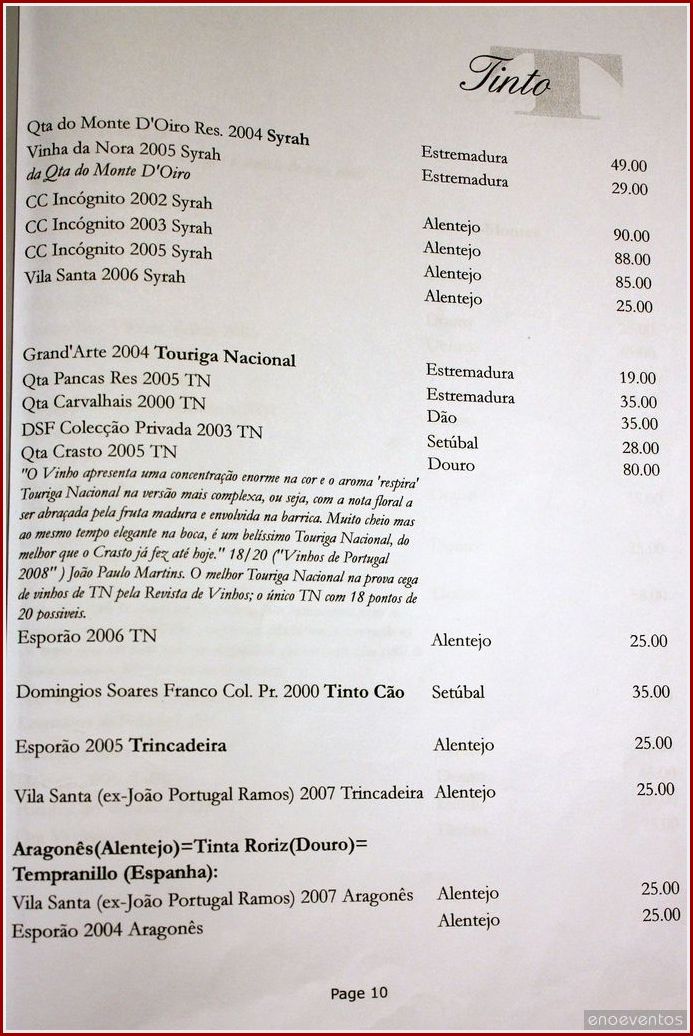 T
Tinto
Qta do Monte D'Oiro Res. 2004 Syrah Estremadura 49.00
Vinha da Nora 2005 Syrah Estremadura 29.00
da Qta do Monte D'Oiro
CC Incógnito 2002 Syrah Alentejo 90.00
CC Incógnito 2003 Syrah Alentejo 88.00
CC Incógnito 2005 Syrah Alentejo 85.00
Vila Santa 2006 Syrah Alentejo 25.00
Grand'Arte 2004 Touriga Nacional Estremadura 19.00
Qta Pancas Res 2005 TN Estremadura 35.00
Qta Carvalhais 2000 TN Dão 35.00
DSF Colecção Privada 2003 TN Setúbal 28.00
Qta Crasto 2005 TN Douro 80.00
"O Vinho apresenta uma concentração enorme na cor e o aroma 'respira'
Touriga Nacional na versão mais complexa, ou seja, com a nota floral a
ser abraçada pela fruta madura e envolvida na barrica. Muito cheio mas
ao mesmo tempo elegante na boca, é um belíssimo Touriga Nacional, do
melhor que o Crasto já fez até hoje." 18/20 ("Vinhos de Portugal
2008" ) João Paulo Martins. O melhor Touriga Nacional na prova cega
de vinhos de TN pela Revista de Vinhos; o único TN com 18 pontos de
20 possiveis.
Esporão 2006 TN Alentejo 25.00
Domingios Soares Franco Col. Pr. 2000 Tinto Cão Setúbal 35.00
Esporão 2005 Trincadeira Alentejo 25.00
Vila Santa (ex-João Portugal Ramos) 2007 Trincadeira Alentejo 25.00
Aragonês(Alentejo)=Tinta Roriz(Douro)=
Tempranillo (Espanha):
Vila Santa (ex-João Portugal Ramos) 2007 Aragonês Alentejo 25.00
Esporão 2004 Aragonês Alentejo 25.00
Page 10
enoeventos